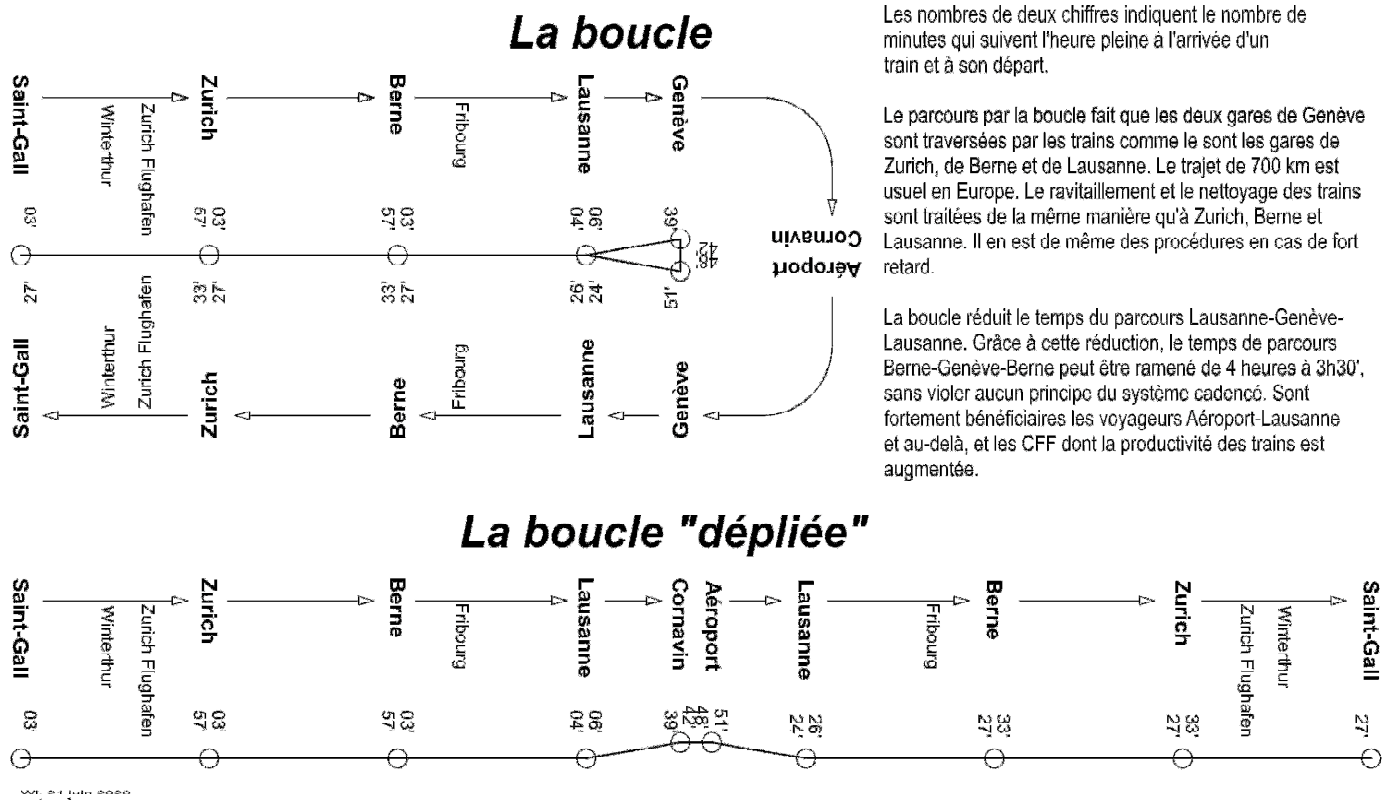 La boucle
Les nombres de deux chiffres indiquent le nombre de
minutes qui suivent l'heure pleine à l'arrivée d'un
train et à son départ.
Le parcours par la boucle fait que les deux gares de Genève
sont traversées par les trains comme le sont les gares de
Zurich, de Berne et de Lausanne. Le trajet de 700 km est
usuel en Europe. Le ravitaillement et le nettoyage des trains
sont traitées de la même manière qu'à Zurich, Berne et
Lausanne. Il en est de même des procédures en cas de fort
retard.
La boucle réduit le temps du parcours Lausanne-Genève-
Lausanne. Grâce à cette réduction, le temps de parcours
Berne-Genève-Berne peut être ramené de 4 heures à 3h30',
sans violer aucun principe du système cadencé. Sont
fortement bénéficiaires les voyageurs Aéroport-Lausanne
et au-delà, et les CFF dont la productivité des trains est
augmentée.
Saint-Gall
Winterthur
Zurich Flughafen
Zurich
Berne
Fribourg
Lausanne
Genève
03'
03'
57'
03'
57'
06'
04'
39'
42'
48'
Cornavin
Aéroport
27'
33'
27'
33'
27'
26'
24'
51'
Saint-Gall
Winterthur
Zurich Flughafen
Zurich
Berne
Fribourg
Lausanne
Genève
La boucle "dépliée"
Saint-Gall
Winterthur
Zurich Flughafen
Zurich
Berne
Fribourg
Lausanne
Cornavin
Aéroport
Lausanne
Fribourg
Berne
Zurich
Winterthur
Zurich Flughafen
Saint-Gall
03'
03'
57'
03'
57'
06'
04'
39'
42'
48'
51'
26'
22'
33'
27'
33'
27'
27'